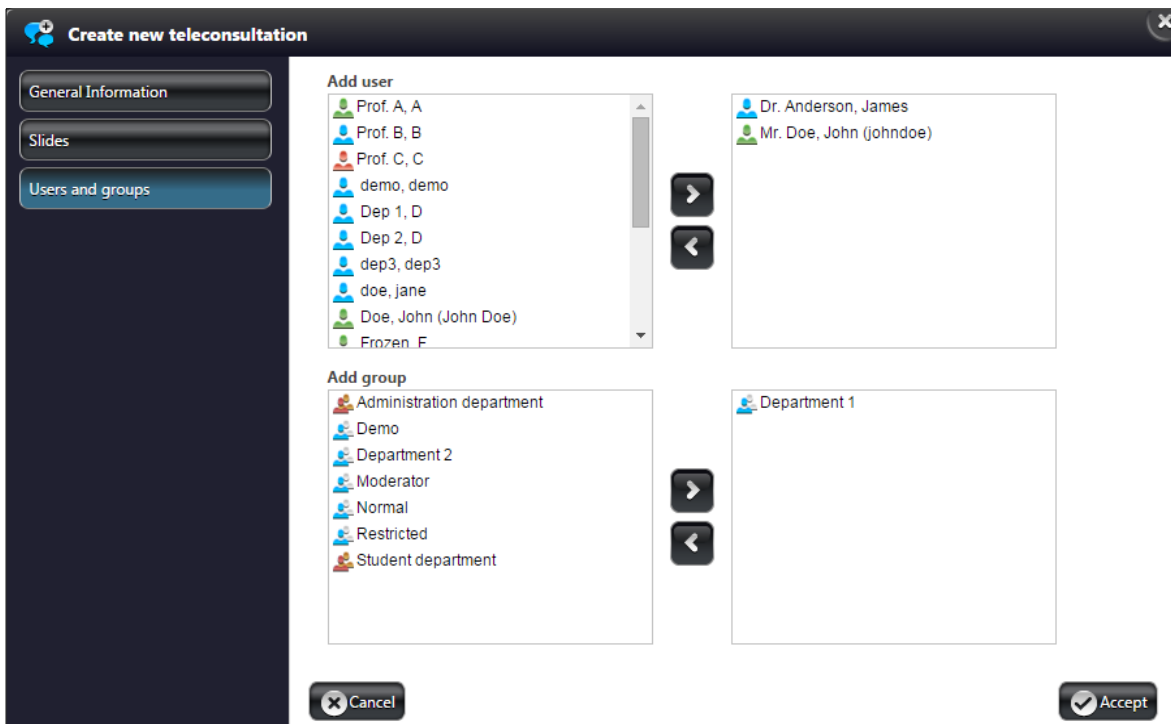 Create new teleconsultation
General Information
Slides
Users and groups
Add user
Prof. A, A
Prof. B, B
Prof. C, C
demo, demo
Dep 1, D
Dep 2, D
dep3, dep3
doe, jane
Doe, John (John Doe)
Frozen, F
Dr. Anderson, James
Mr. Doe, John (johndoe)
Add group
Administration department
Demo
Department 2
Moderator
Normal
Restricted
Student department
Department 1
Cancel
Accept